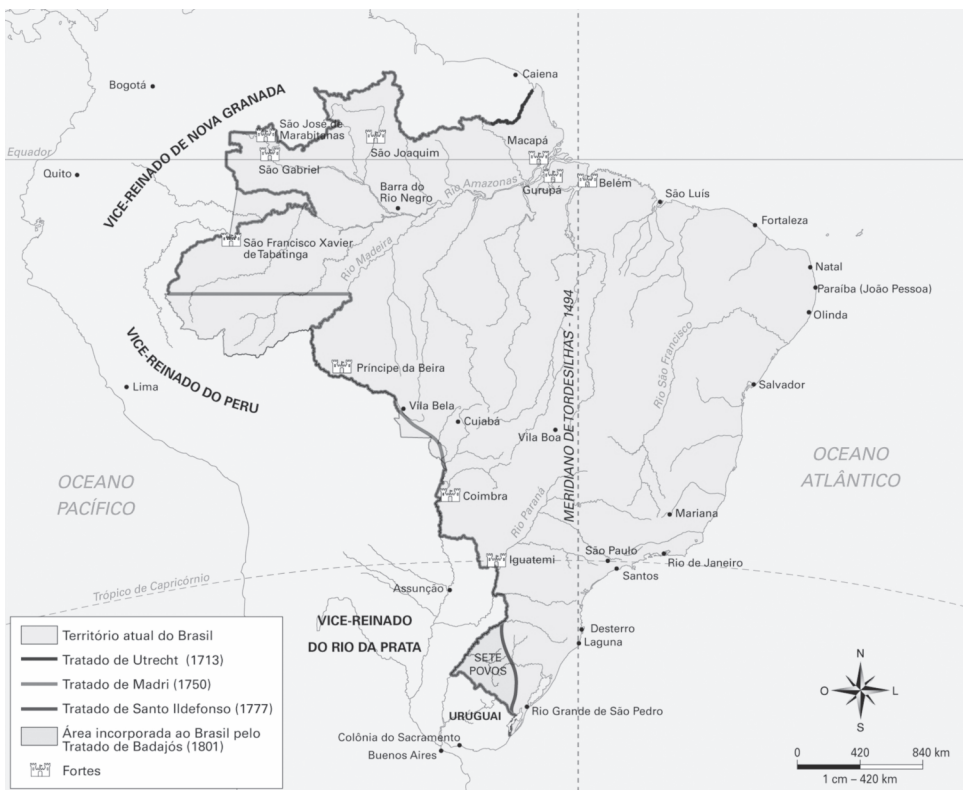 Caiena
Bogotá
VICE-REINADO DE NOVA GRANADA
São José de
Marabitenas
São Joaquim
Macapá
Equador
São Gabriel
Quito
Gurupá
Belém
Rio Amazonas
Barra do
Rio Negro
São Luís
Fortaleza
São Francisco Xavier
de Tabatinga
Rio Madeira
Natal
Paraíba (João Pessoa)
Olinda
MERIDIANO DE TORDESILHAS - 1494
VICE-REINADO DO PERU
Rio São Francisco
Príncipe da Beira
Lima
Salvador
Vila Bela
Cuiabá
Vila Boa
OCEANO
PACÍFICO
OCEANO
ATLÂNTICO
Coimbra
Rio Paraná
Mariana
Iguatemi
São Paulo
Rio de Janeiro
Santos
Trópico de Capricórnio
Assunção
VICE-REINADO
DO RIO DA PRATA
Desterro
Laguna
SETE
POVOS
URUGUAI
Rio Grande de São Pedro
Colônia do Sacramento
Buenos Aires
Território atual do Brasil
Tratado de Utrecht (1713)
Tratado de Madri (1750)
Tratado de Santo Ildefonso (1777)
Área incorporada ao Brasil pelo
Tratado de Badajós (1801)
Fortes
N
O
L
S
0 420 840 km
1 cm – 420 km